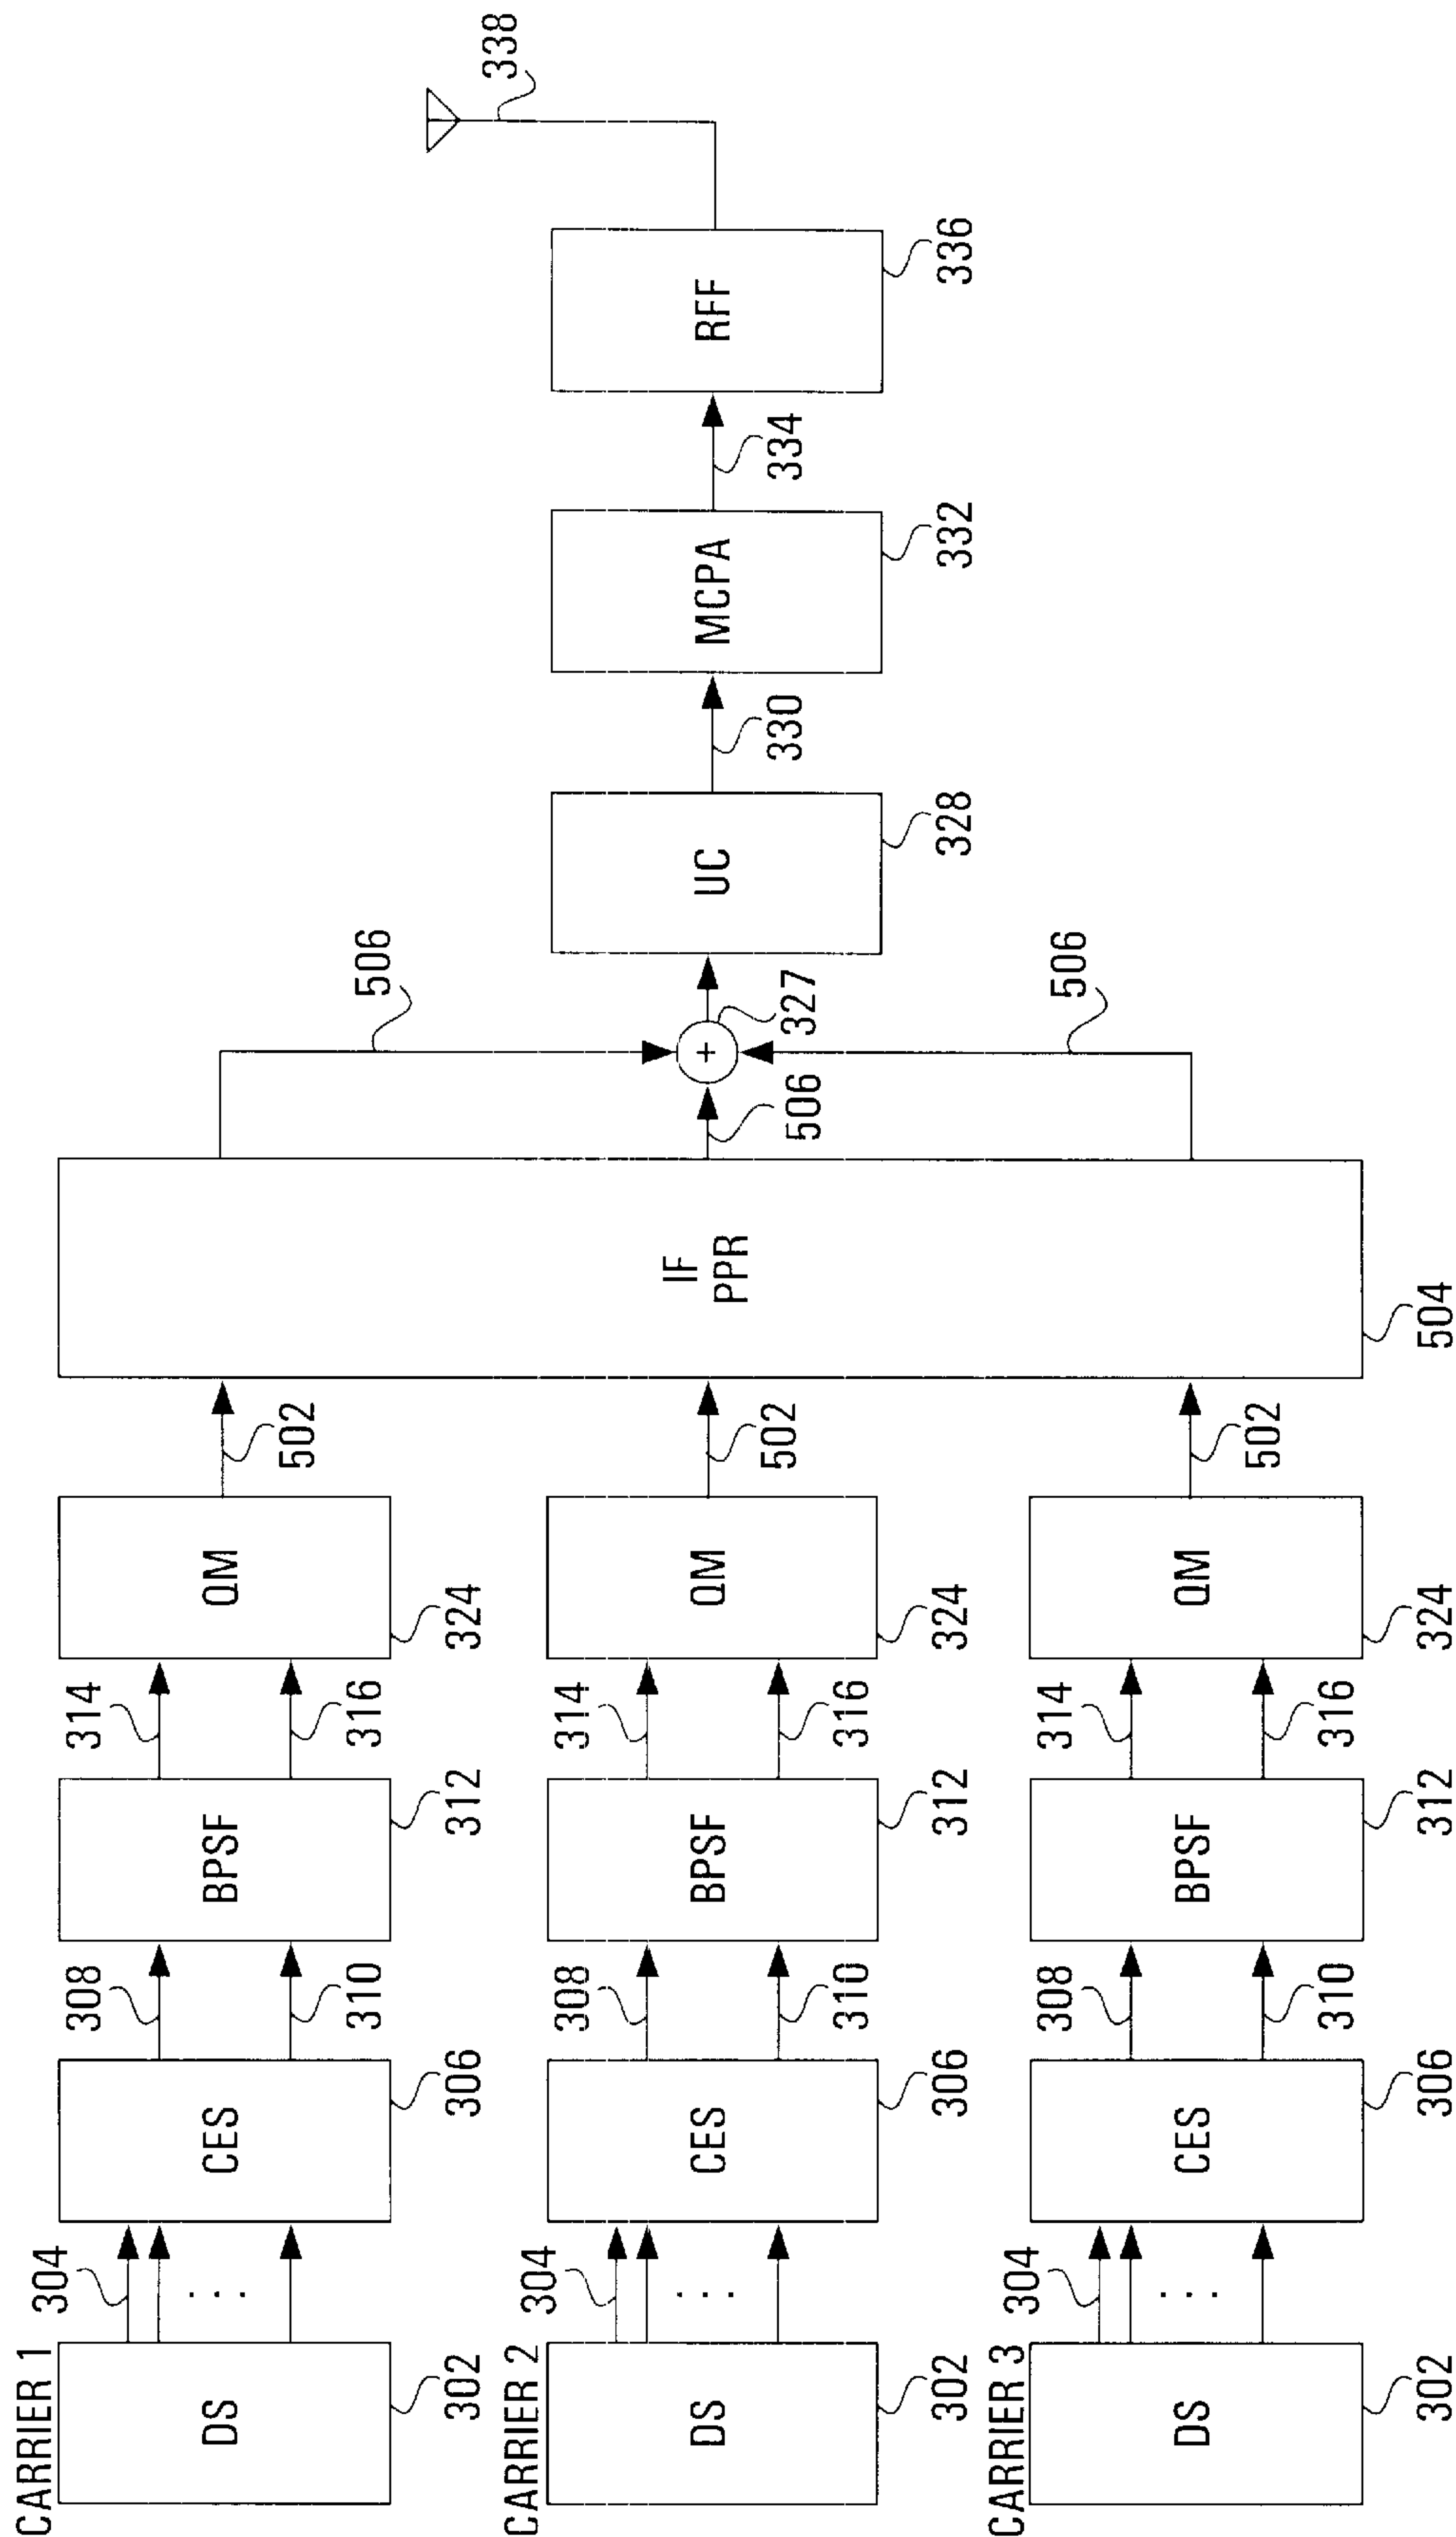 CARRIER 1
DS
302
304
CES
306
308
310
BPSF
312
314
316
QM
324
502
CARRIER 2
DS
302
304
CES
306
308
310
BPSF
312
314
316
QM
324
502
CARRIER 3
DS
302
304
CES
306
308
310
BPSF
312
314
316
QM
324
502
IF
PPR
504
506
506
506
+
327
UC
328
330
MCPA
332
334
RFF
336
338